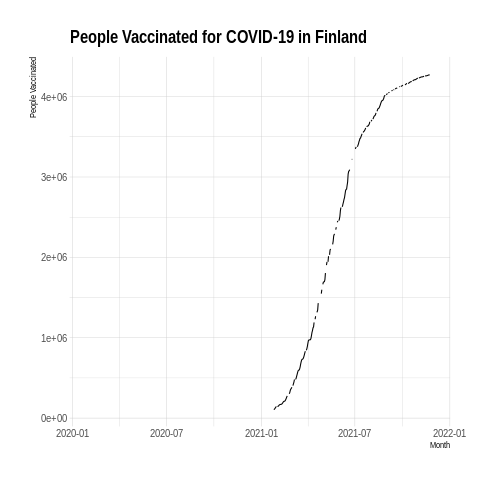 People Vaccinated for COVID-19 in Finland
People Vaccinated
4e+06
3e+06
2e+06
1e+06
0e+00
2020-01 2020-07 2021-01 2021-07 2022-01
Month